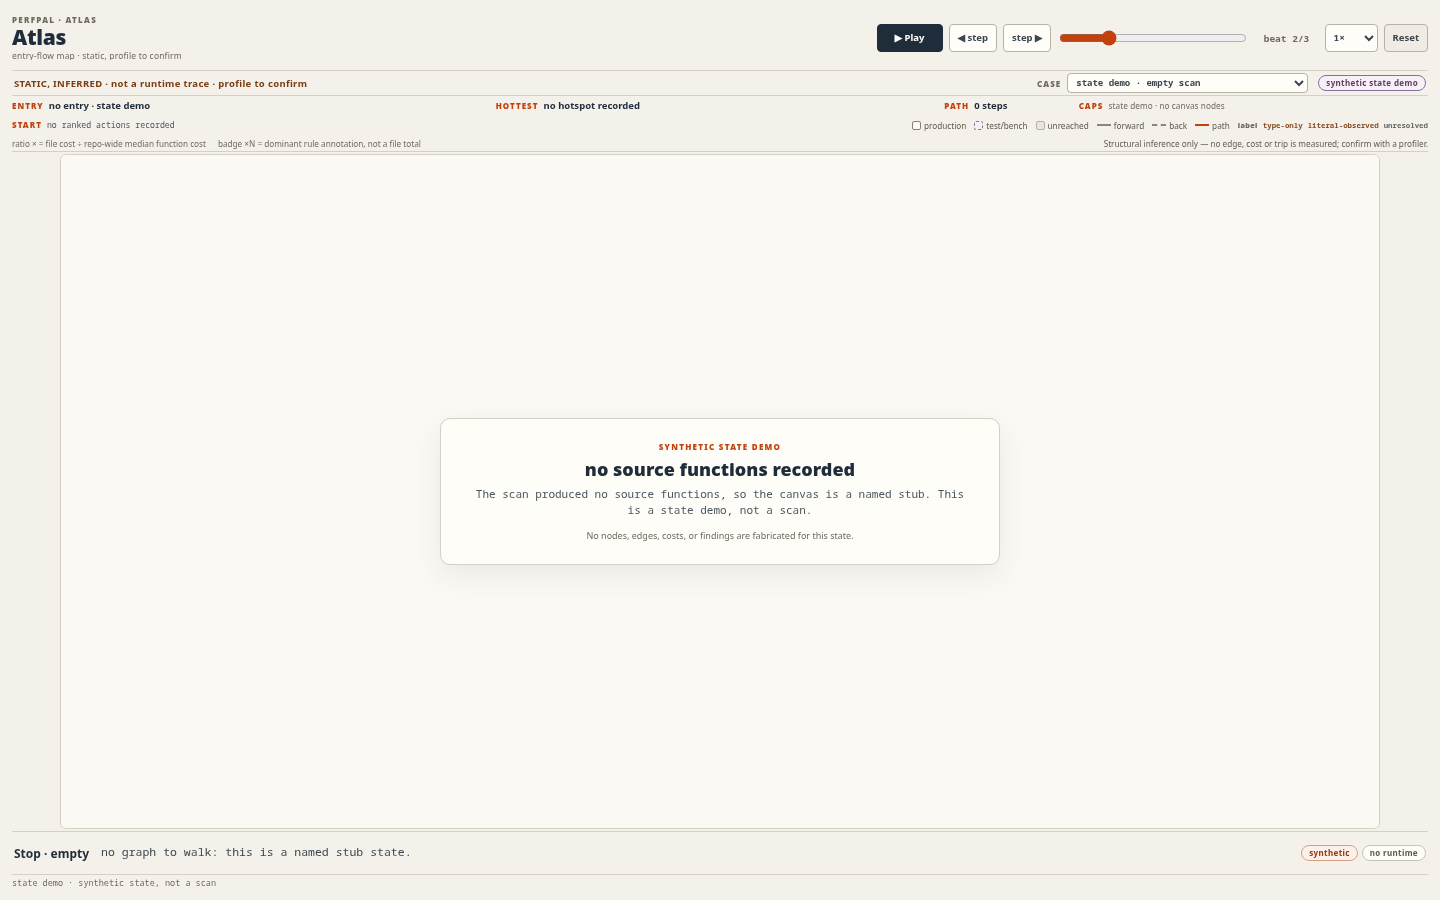 PERFPAL · ATLAS
Atlas
entry-flow map · static, profile to confirm
▶ Play
◀ step
step ▶
beat 2/3
1×
Reset
STATIC, INFERRED · not a runtime trace · profile to confirm
CASE
state demo · empty scan
synthetic state demo
ENTRY no entry · state demo
HOTTEST no hotspot recorded
PATH 0 steps
CAPS state demo · no canvas nodes
START no ranked actions recorded
production
test/bench
unreached
forward
back
path
label
type-only
literal-observed
unresolved
ratio × = file cost ÷ repo-wide median function cost
badge ×N = dominant rule annotation, not a file total
Structural inference only — no edge, cost or trip is measured; confirm with a profiler.
SYNTHETIC STATE DEMO
no source functions recorded
The scan produced no source functions, so the canvas is a named stub. This
is a state demo, not a scan.
No nodes, edges, costs, or findings are fabricated for this state.
Stop · empty
no graph to walk: this is a named stub state.
synthetic
no runtime
state demo · synthetic state, not a scan